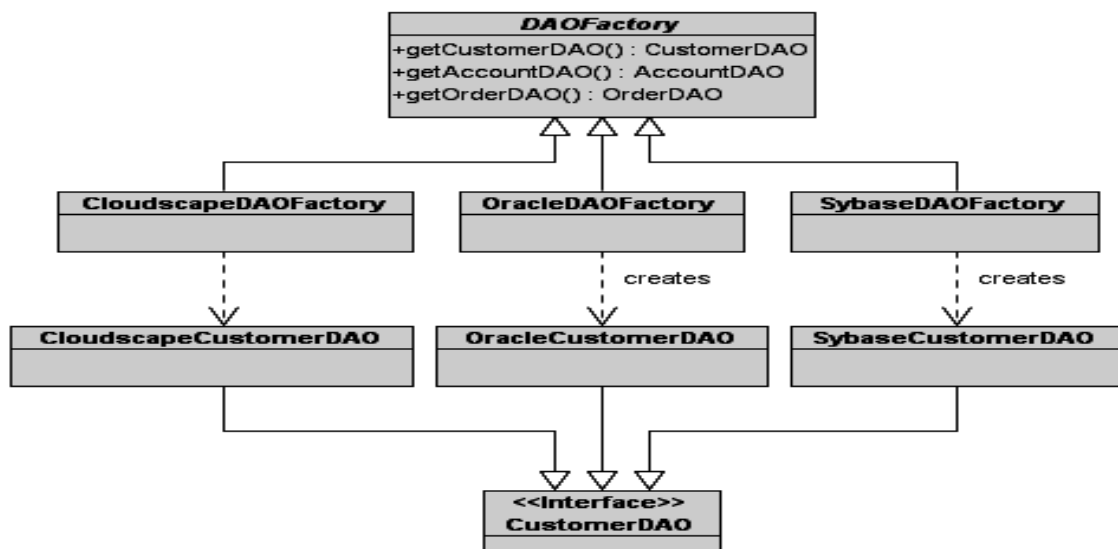 DAOFactory
+getCustomerDAO() : CustomerDAO
+getAccountDAO() : AccountDAO
+getOrderDAO() : OrderDAO
CloudscapeDAOFactory
OracleDAOFactory
SybaseDAOFactory
creates
creates
CloudscapeCustomerDAO
OracleCustomerDAO
SybaseCustomerDAO
<<Interface>>
CustomerDAO